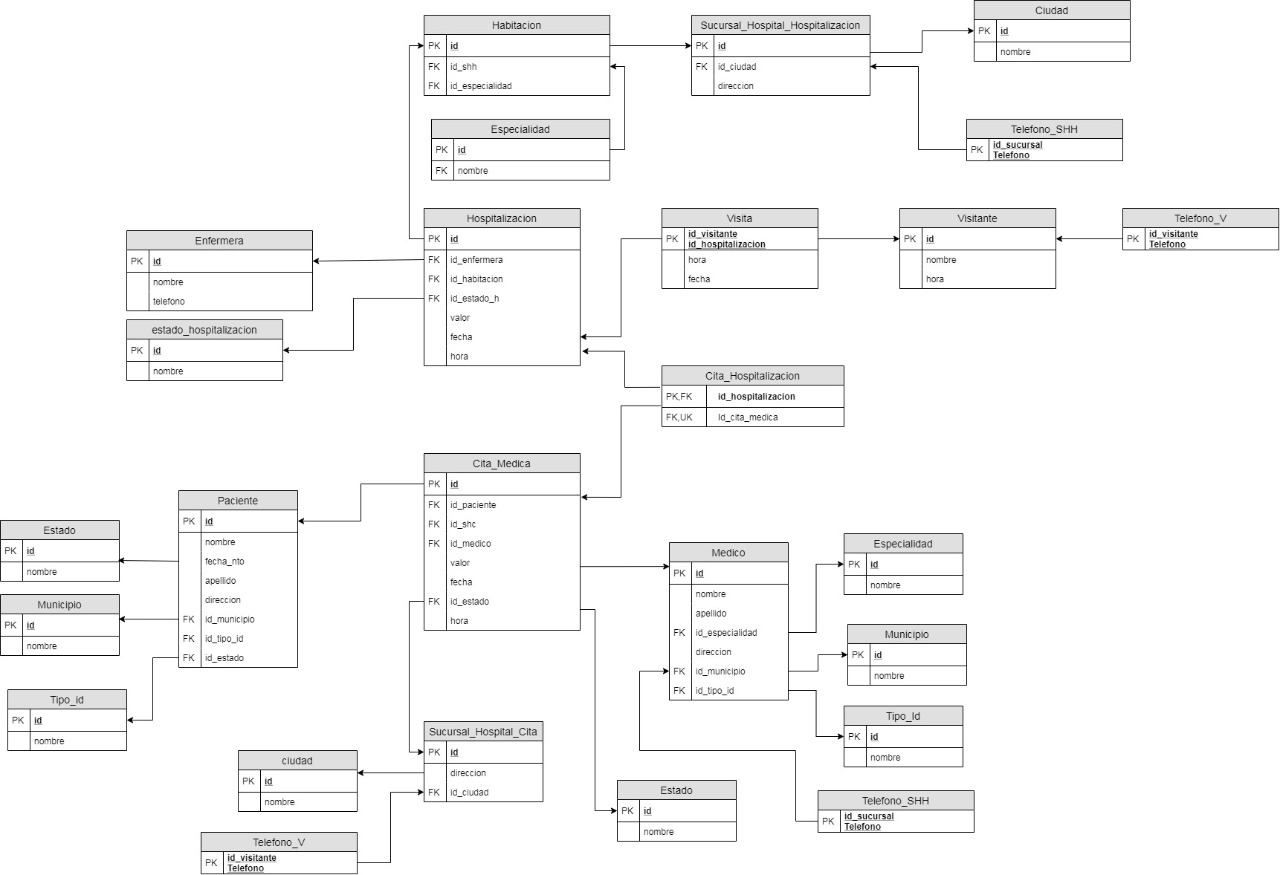 Habitacion
PK id
FK id_shh
FK id_especialidad
Sucursal_Hospital_Hospitalizacion
PK id
FK id_ciudad
direccion
Ciudad
PK id
nombre
Especialidad
PK id
FK nombre
Telefono_SHH
PK id_sucursal
Telefono
Enfermera
PK id
nombre
telefono
Hospitalizacion
PK id
FK id_enfermera
FK id_habitacion
FK id_estado_h
valor
fecha
hora
Visita
PK id_visitante
id_hospitalizacion
hora
fecha
Visitante
PK id
nombre
hora
Telefono_V
PK id_visitante
Telefono
estado_hospitalizacion
PK id
nombre
Cita_Hospitalizacion
PK,FK id_hospitalizacion
FK,UK Id_cita_medica
Cita_Medica
PK id
FK id_paciente
FK id_shc
FK id_medico
valor
fecha
FK id_estado
hora
Paciente
PK id
nombre
fecha_nto
apellido
direccion
FK id_municipio
FK id_tipo_id
FK id_estado
Estado
PK id
nombre
Municipio
PK id
nombre
Tipo_id
PK id
nombre
Medico
PK id
nombre
apellido
FK id_especialidad
direccion
FK id_municipio
FK id_tipo_id
Especialidad
PK id
nombre
Municipio
PK id
nombre
Tipo_Id
PK id
nombre
Sucursal_Hospital_Cita
PK id
direccion
FK id_ciudad
ciudad
PK id
nombre
Estado
PK id
nombre
Telefono_SHH
PK id_sucursal
Telefono
Telefono_V
PK id_visitante
Telefono